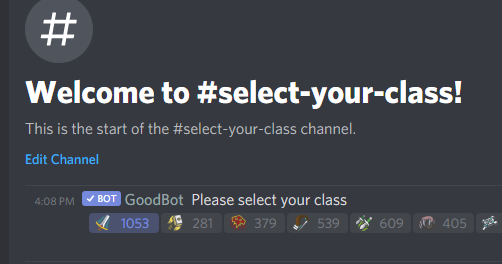 #
Welcome to #select-your-class!
This is the start of the #select-your-class channel.
Edit Channel
4:08 PM ✓ BOT GoodBot Please select your class
1053 281 379 539 609 405